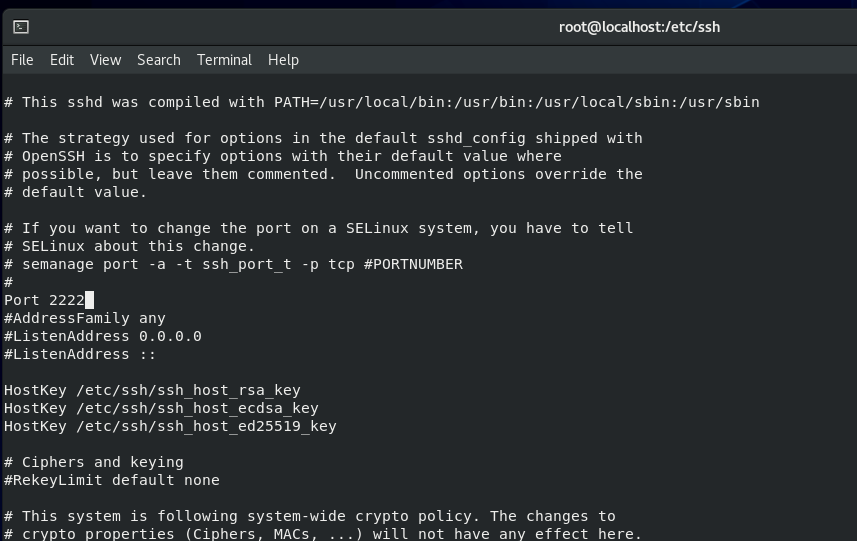 root@localhost:/etc/ssh
File Edit View Search Terminal Help
# This sshd was compiled with PATH=/usr/local/bin:/usr/bin:/usr/local/sbin:/usr/sbin
# The strategy used for options in the default sshd_config shipped with
# OpenSSH is to specify options with their default value where
# possible, but leave them commented.  Uncommented options override the
# default value.
# If you want to change the port on a SELinux system, you have to tell
# SELinux about this change.
# semanage port -a -t ssh_port_t -p tcp #PORTNUMBER
#
Port 2222
#AddressFamily any
#ListenAddress 0.0.0.0
#ListenAddress ::
HostKey /etc/ssh/ssh_host_rsa_key
HostKey /etc/ssh/ssh_host_ecdsa_key
HostKey /etc/ssh/ssh_host_ed25519_key
# Ciphers and keying
#RekeyLimit default none
# This system is following system-wide crypto policy. The changes to
# crypto properties (Ciphers, MACs, ...) will not have any effect here.